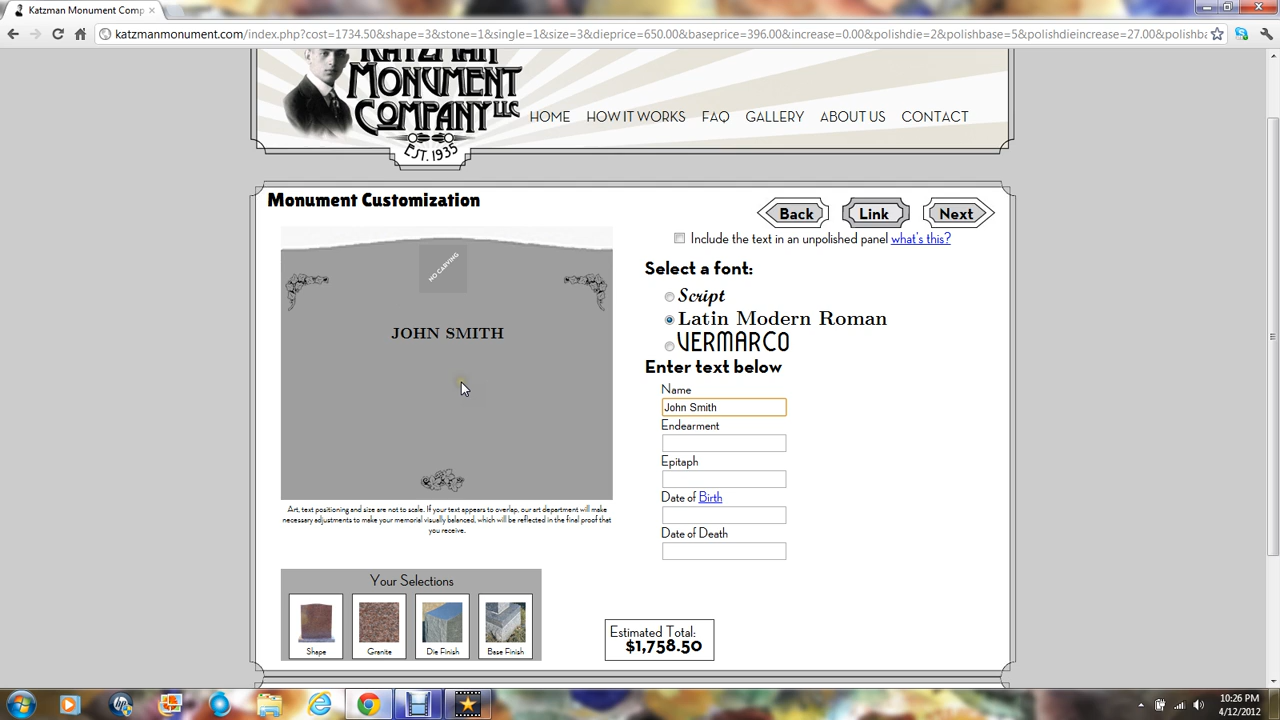 Katzman Monument Comp
katzmanmonument.com/index.php?cost=1734.50&shape=3&stone=1&single=1&size=3&dieprice=650.00&baseprice=396.00&increase=0.00&polishdie=2&polishbase=5&polishdieincrease=27.00&polishba
KATZMAN
MONUMENT
COMPANY LLC
EST. 1935
HOME HOW IT WORKS FAQ GALLERY ABOUT US CONTACT
Monument Customization
Back Link Next
Include the text in an unpolished panel what's this?
NO CARVING
JOHN SMITH
Select a font:
Script
Latin Modern Roman
VERMARCO
Enter text below
Name
John Smith
Endearment
Epitaph
Date of Birth
Date of Death
Art, text positioning and size are not to scale. If your text appears to overlap, our art department will make
necessary adjustments to make your memorial visually balanced, which will be reflected in the final proof that
you receive.
Your Selections
Shape Granite Die Finish Base Finish
Estimated Total:
$1,758.50
10:26 PM
4/12/2012